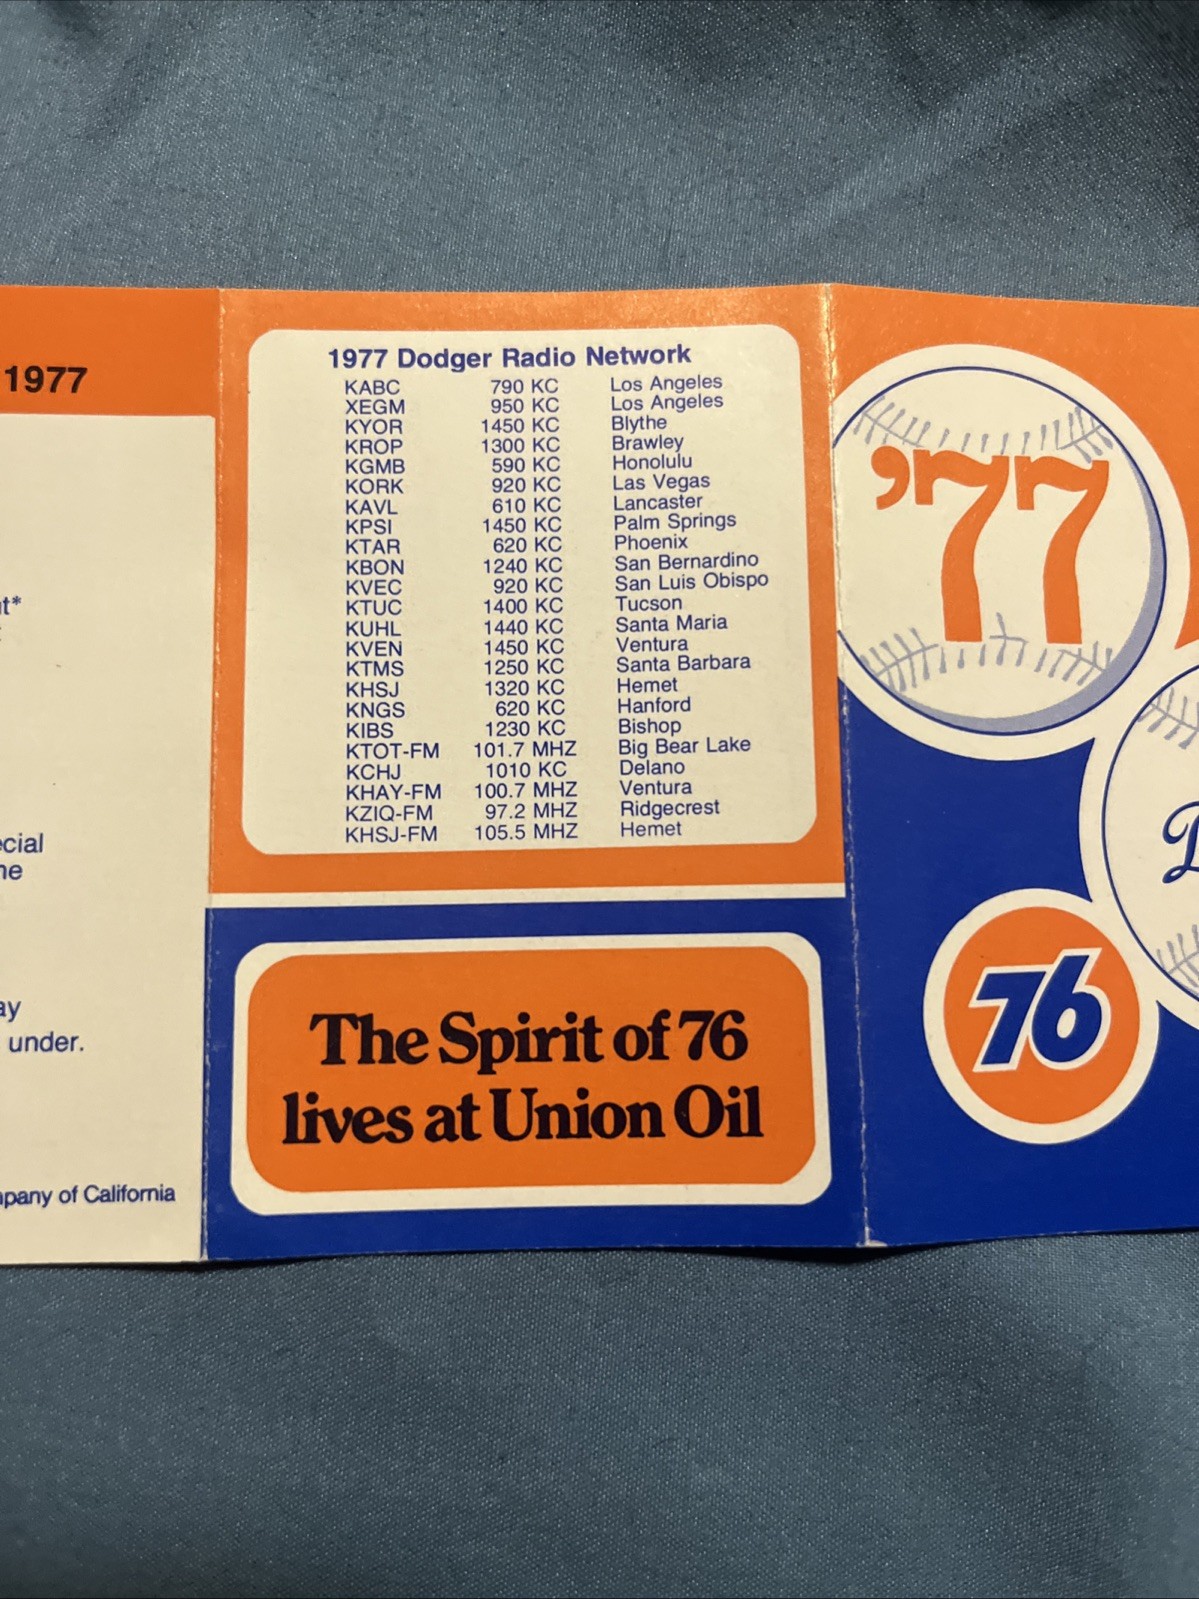 1977
t*
ecial
ne
ay
under.
mpany of California
1977 Dodger Radio Network
KABC 790 KC Los Angeles
XEGM 950 KC Los Angeles
KYOR 1450 KC Blythe
KROP 1300 KC Brawley
KGMB 590 KC Honolulu
KORK 920 KC Las Vegas
KAVL 610 KC Lancaster
KPSI 1450 KC Palm Springs
KTAR 620 KC Phoenix
KBON 1240 KC San Bernardino
KVEC 920 KC San Luis Obispo
KTUC 1400 KC Tucson
KUHL 1440 KC Santa Maria
KVEN 1450 KC Ventura
KTMS 1250 KC Santa Barbara
KHSJ 1320 KC Hemet
KNGS 620 KC Hanford
KIBS 1230 KC Bishop
KTOT-FM 101.7 MHZ Big Bear Lake
KCHJ 1010 KC Delano
KHAY-FM 100.7 MHZ Ventura
KZIQ-FM 97.2 MHZ Ridgecrest
KHSJ-FM 105.5 MHZ Hemet
The Spirit of 76
lives at Union Oil
’77
D
76